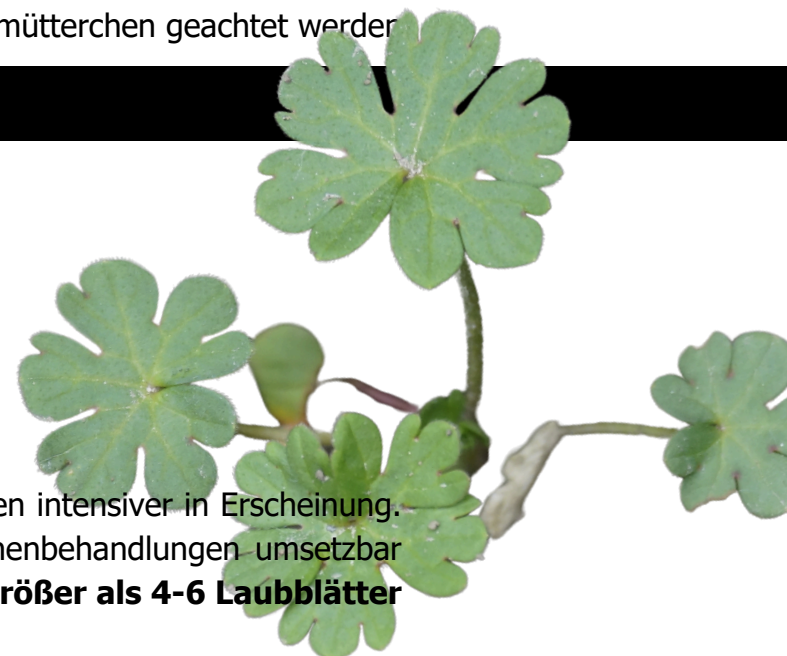 mütterchen geachtet werden
en intensiver in Erscheinung.
nenbehandlungen umsetzbar
rößer als 4-6 Laubblätter